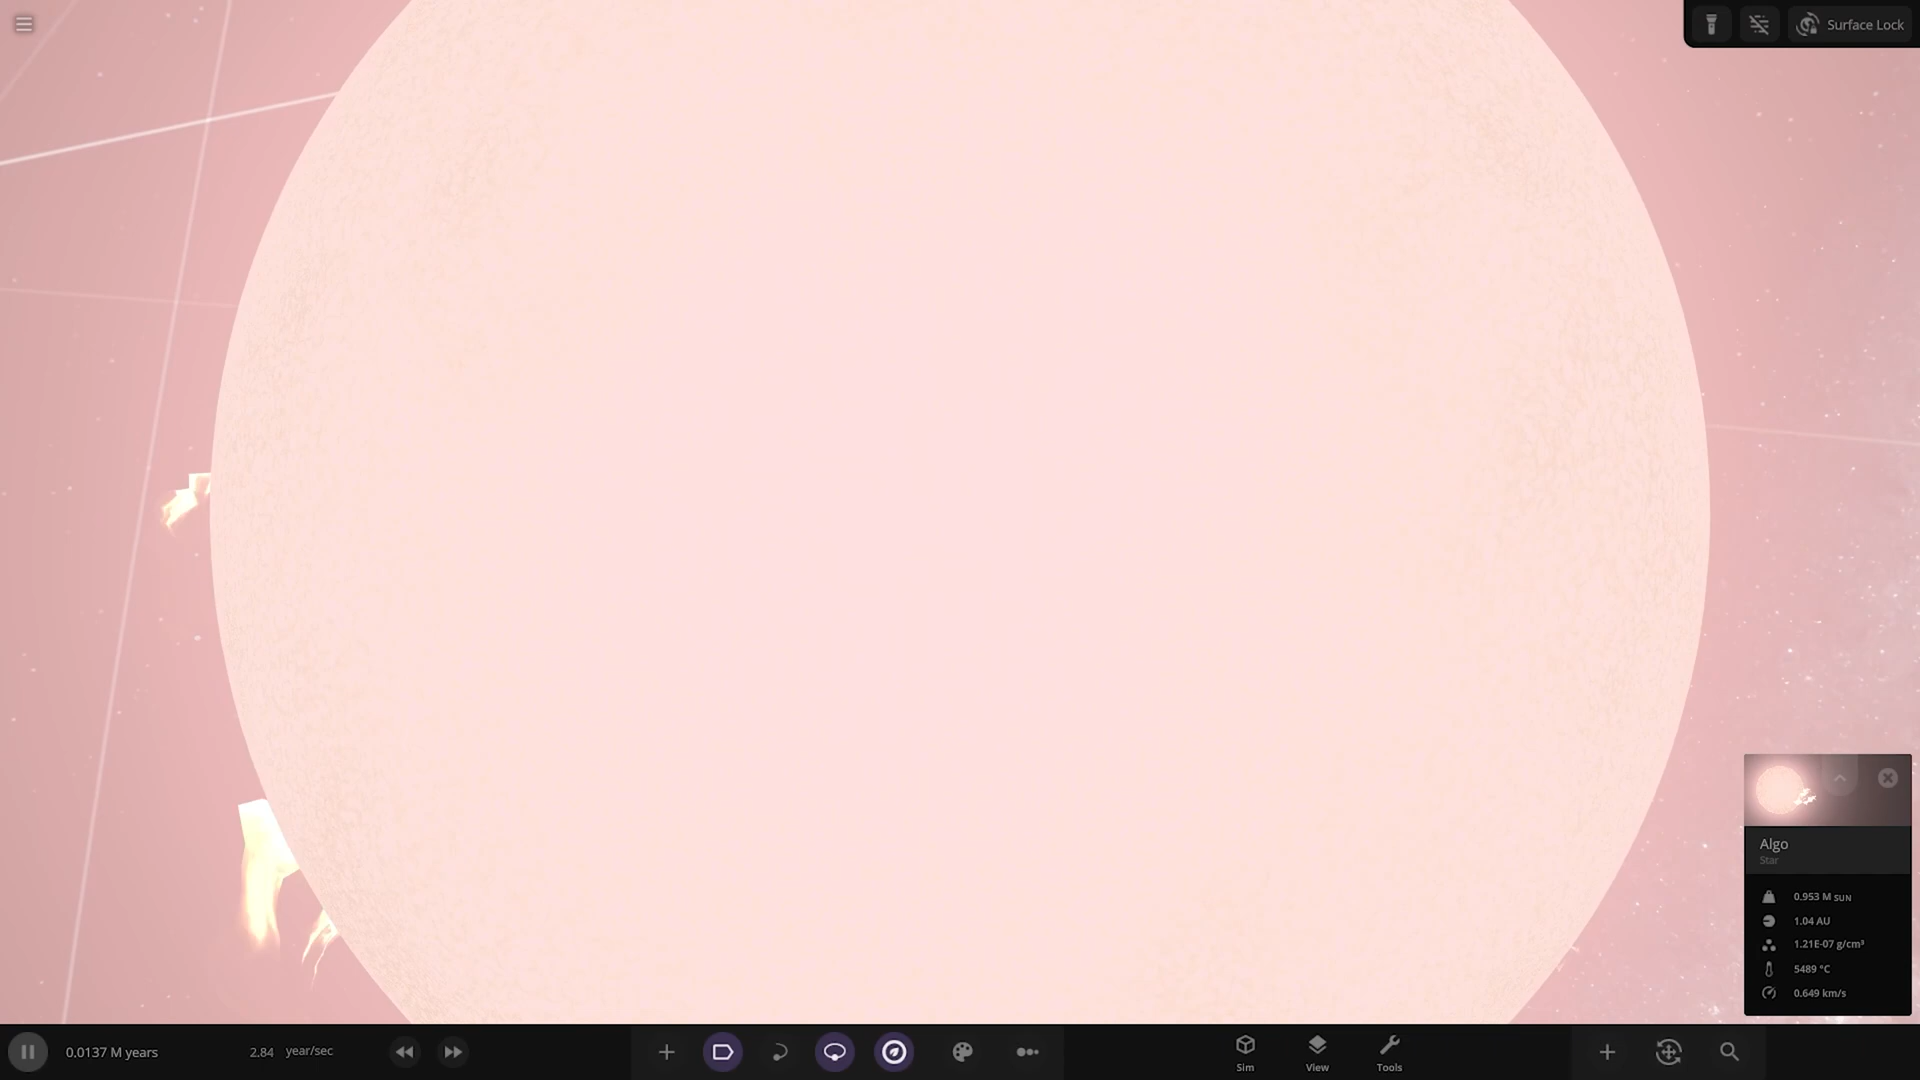 Surface Lock
Algo
Star
0.953 M SUN
1.04 AU
1.21E-07 g/cm³
5489 °C
0.649 km/s
0.0137 M years
2.84 year/sec
Sim
View
Tools